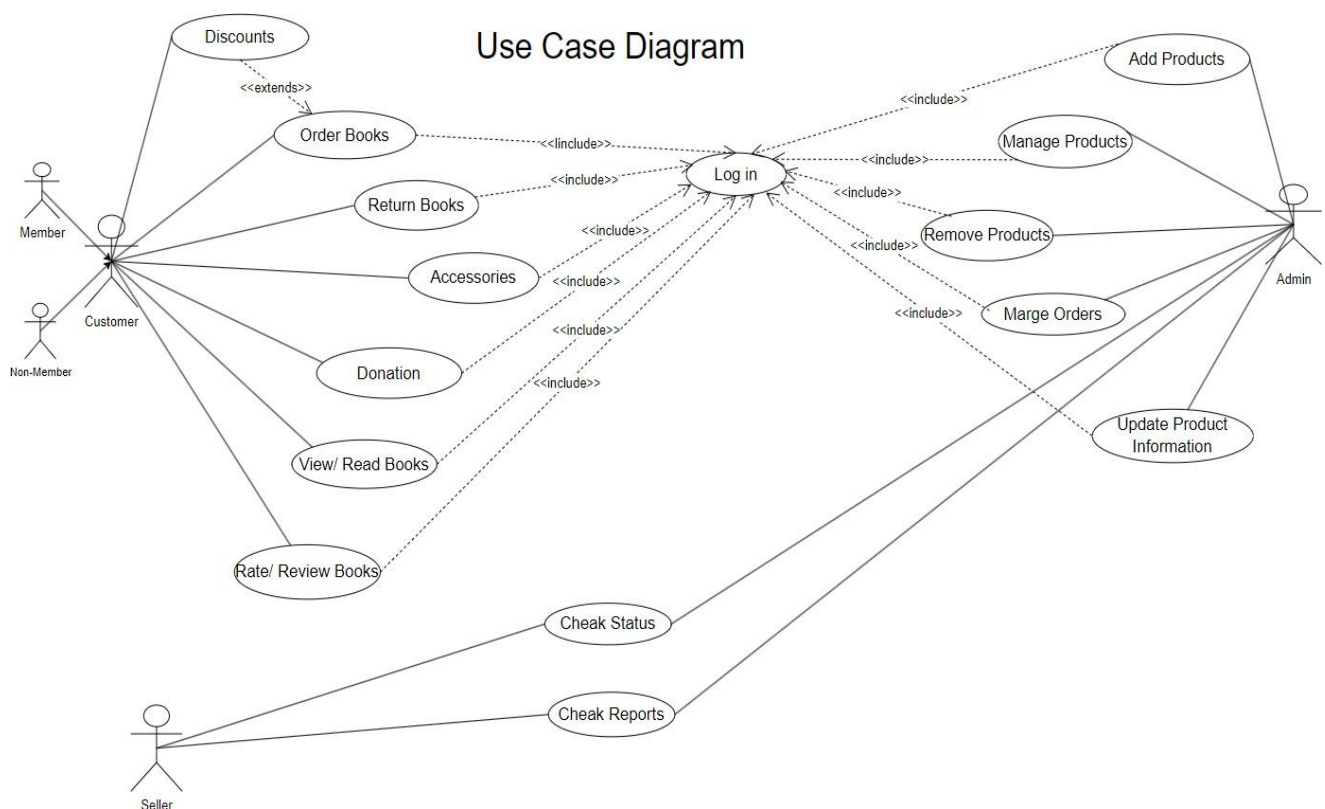 Use Case Diagram
Discounts
<<extends>>
Order Books
<<Iinclude>>
Log in
<<include>>
Add Products
<<include>>
Manage Products
<<include>>
Return Books
<<include>>
Remove Products
Member
Customer
Non-Member
Accessories
<<include>>
<<include>>
Marge Orders
Admin
Donation
<<include>>
<<include>>
Update Product
Information
View/ Read Books
<<include>>
Rate/ Review Books
<<include>>
Cheak Status
Cheak Reports
Seller